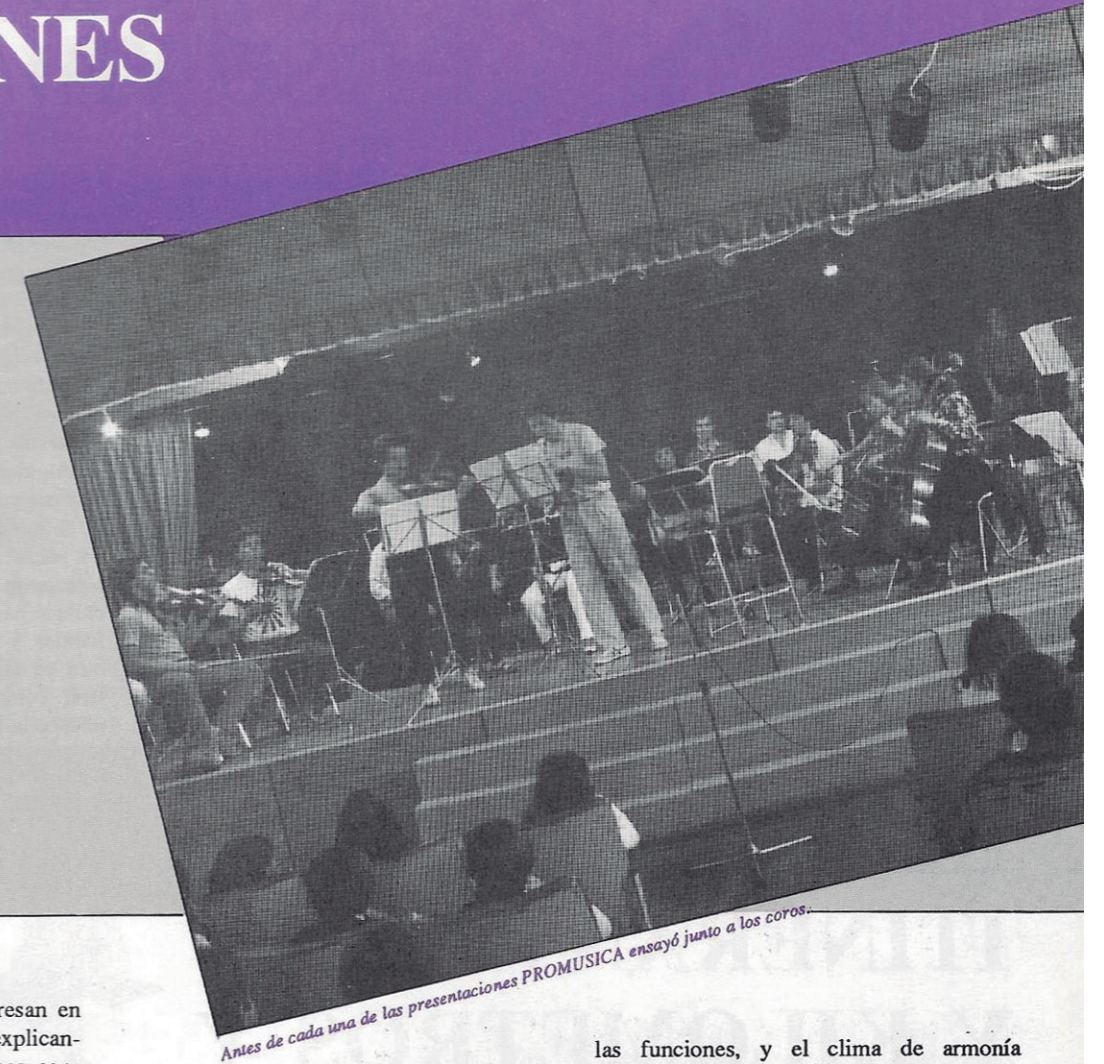 NES
Antes de cada una de las presentaciones PROMUSICA ensayó junto a los coros.
resan en
explican-
las funciones, y el clima de armonía